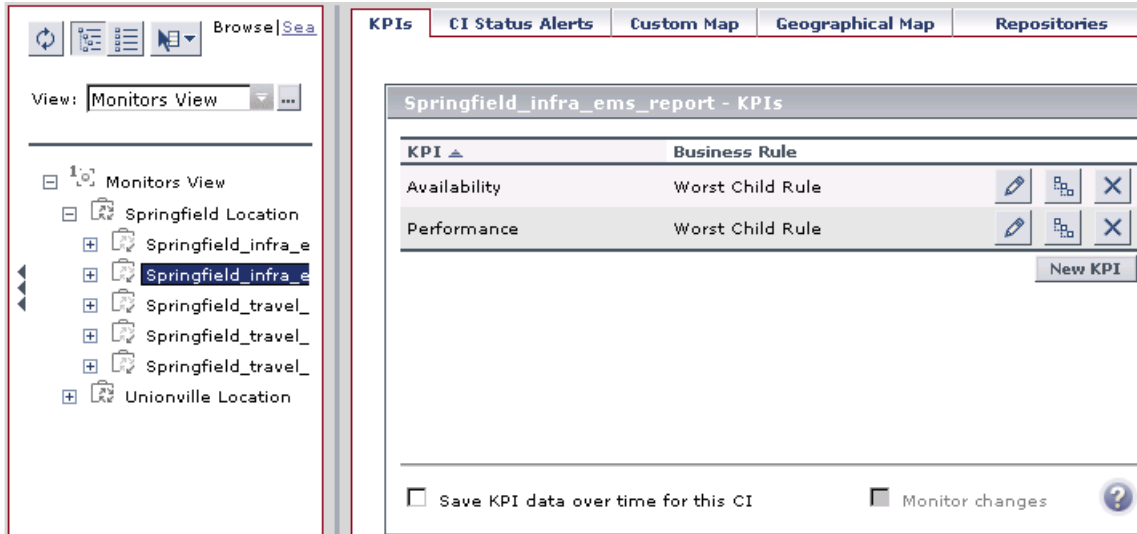 Browse|Sea
View: Monitors View ...
Monitors View
Springfield Location
Springfield_infra_e
Springfield_infra_e
Springfield_travel_
Springfield_travel_
Springfield_travel_
Unionville Location
KPIs CI Status Alerts Custom Map Geographical Map Repositories
Springfield_infra_ems_report - KPIs
KPI Business Rule
Availability Worst Child Rule
Performance Worst Child Rule
New KPI
Save KPI data over time for this CI Monitor changes ?